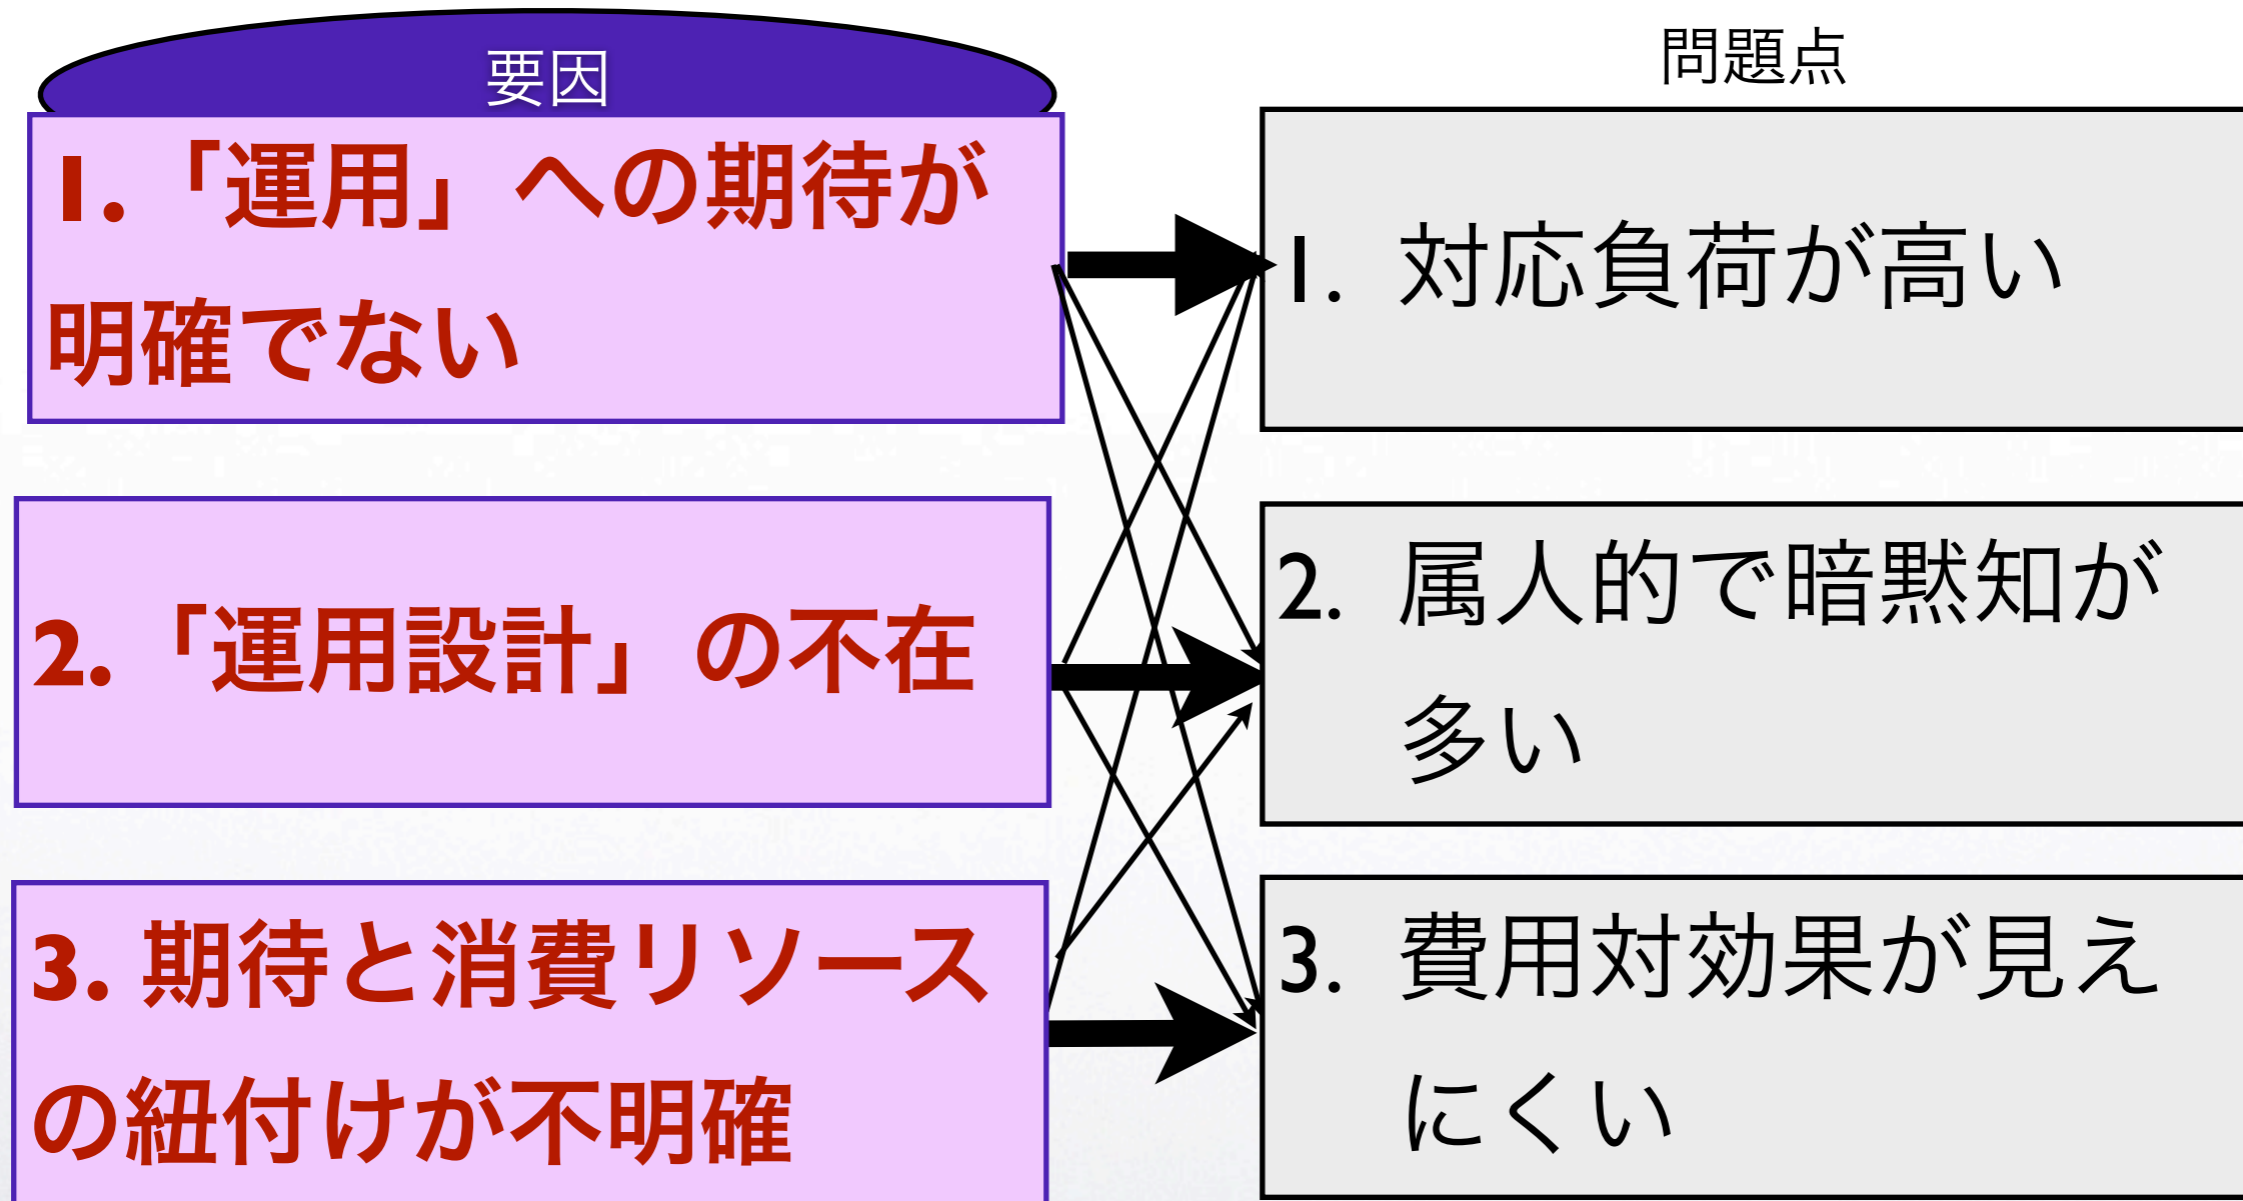 要因
1.「運用」への期待が
明確でない
2.「運用設計」の不在
3. 期待と消費リソース
の紐付けが不明確
問題点
1. 対応負荷が高い
2. 属人的で暗黙知が
多い
3. 費用対効果が見え
にくい